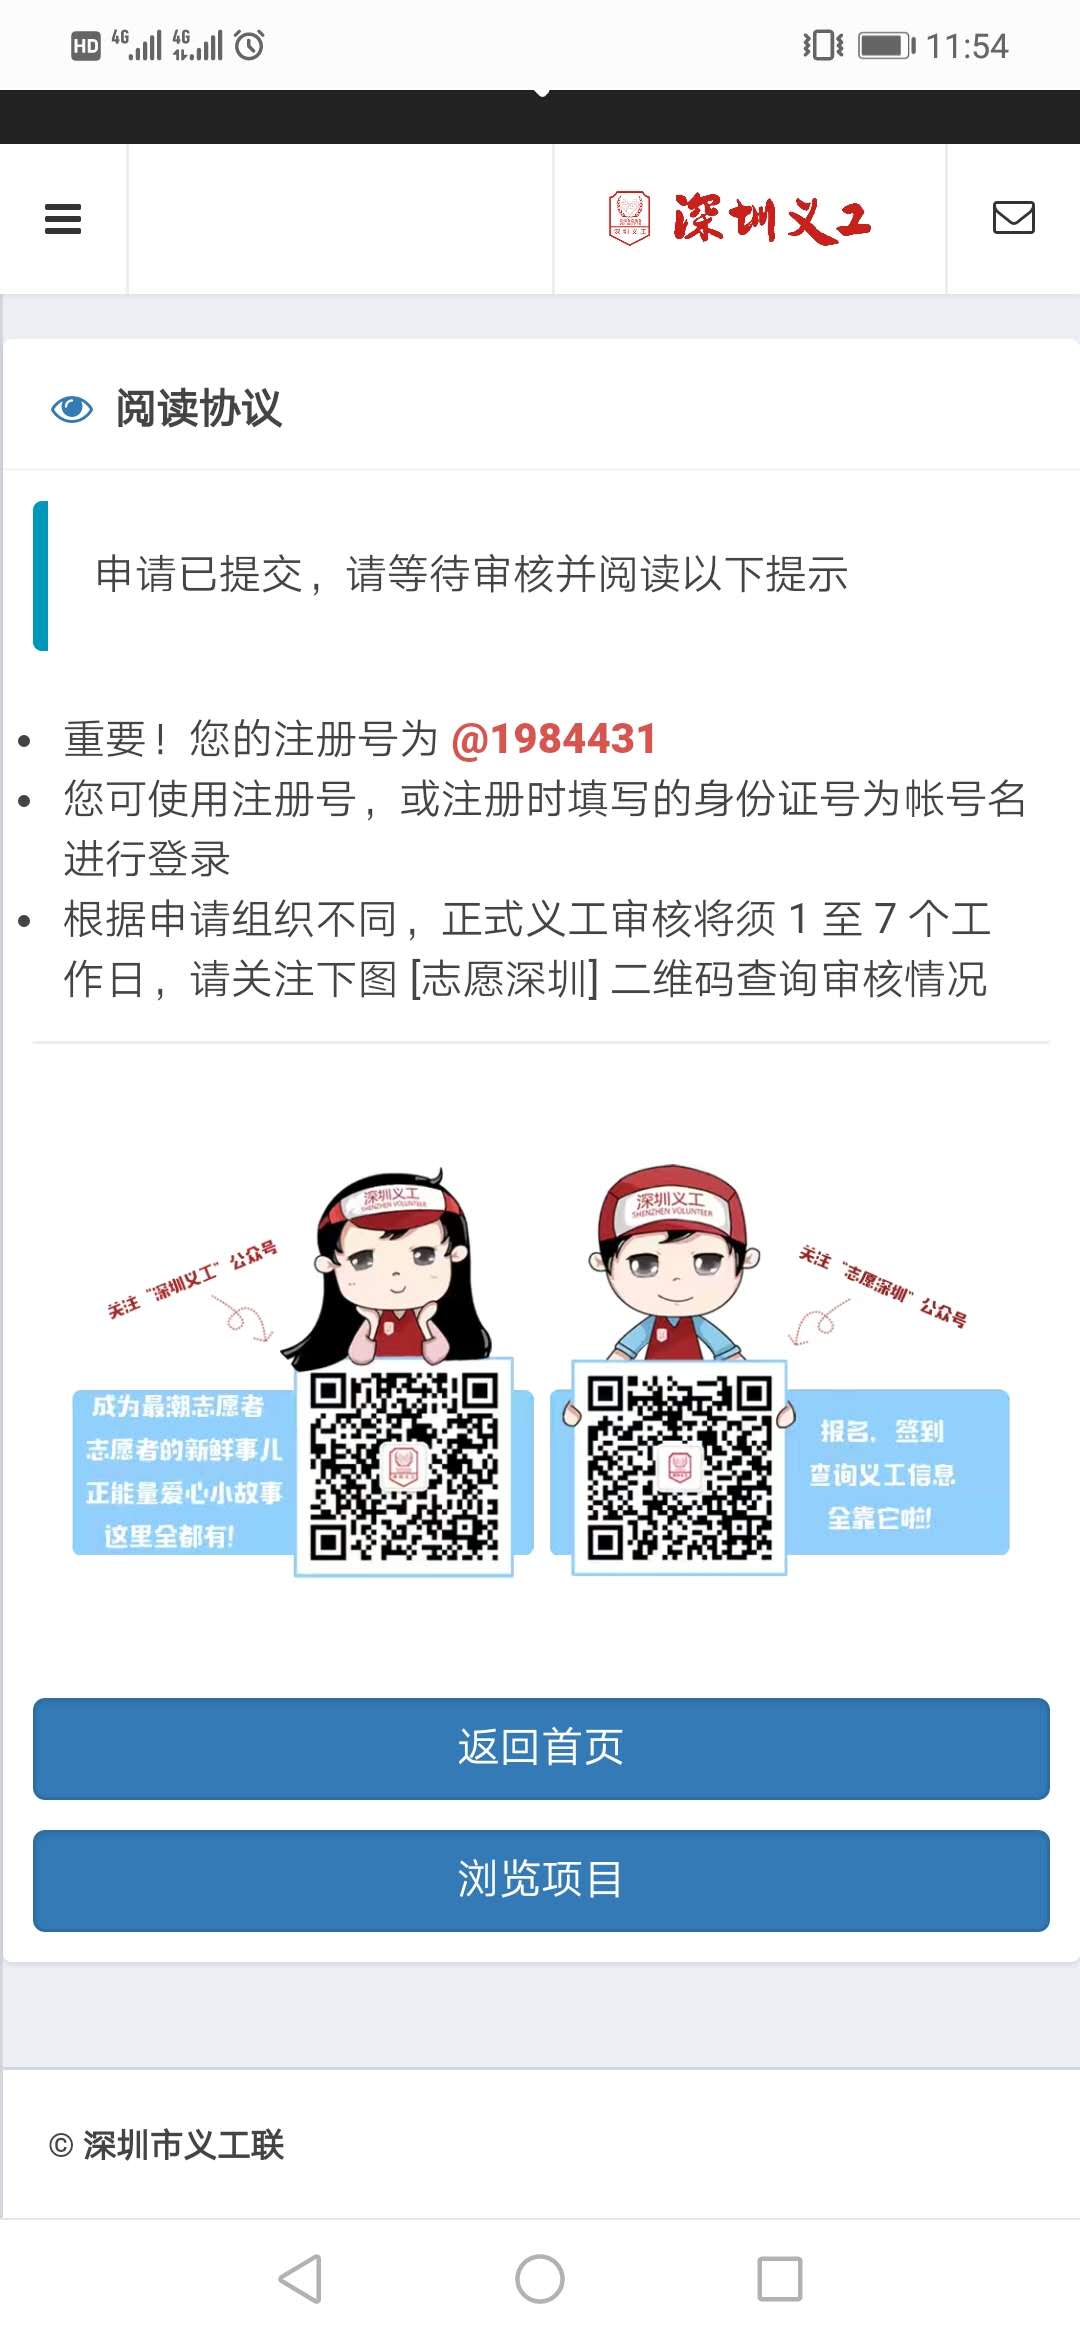 HD 4G 4G 11:54
深圳义工
阅读协议
申请已提交，请等待审核并阅读以下提示
重要！您的注册号为 @1984431
您可使用注册号，或注册时填写的身份证号为帐号名
进行登录
根据申请组织不同，正式义工审核将须 1 至 7 个工
作日，请关注下图 [志愿深圳] 二维码查询审核情况
深圳义工
SHENZHEN VOLUNTEER
关注“深圳义工”公众号
成为最潮志愿者
志愿者的新鲜事儿
正能量爱心小故事
这里全都有!
深圳义工
SHENZHEN VOLUNTEER
关注“志愿深圳”公众号
报名，签到
查询义工信息
全靠它啦!
返回首页
浏览项目
© 深圳市义工联